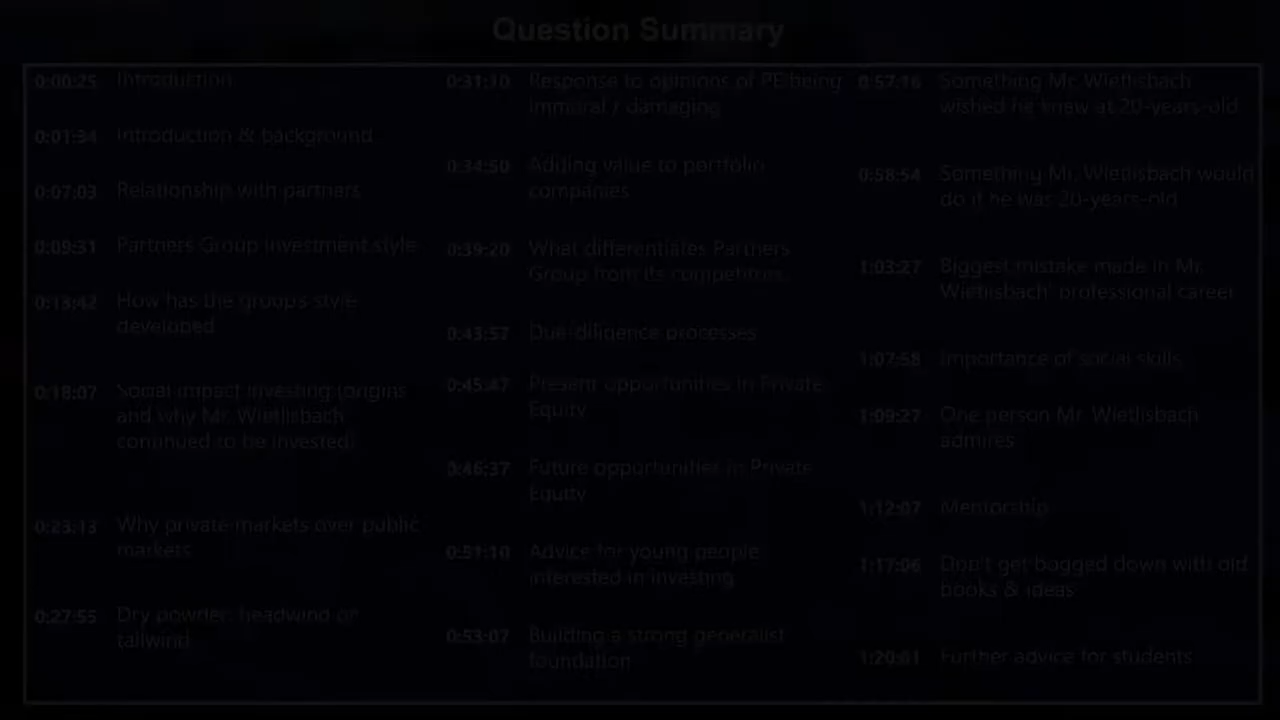 Question Summary
0:00:25 Introduction
0:01:34 Introduction & background
0:07:03 Relationship with partners
0:09:31 Partners Group investment style
0:13:42 How has the group's style
developed
0:18:07 Social impact investing (origins
and why Mr. Wietlisbach
continued to be invested)
0:23:13 Why private markets over public
markets
0:27:55 Dry powder: headwind or
tailwind
0:31:10 Response to opinions of PE being
immoral / damaging
0:34:50 Adding value to portfolio
companies
0:39:20 What differentiates Partners
Group from its competitors
0:43:57 Due-diligence processes
0:45:47 Present opportunities in Private
Equity
0:46:37 Future opportunities in Private
Equity
0:51:10 Advice for young people
interested in investing
0:53:07 Building a strong generalist
foundation
0:57:16 Something Mr. Wietlisbach
wished he knew at 20-years-old
0:58:54 Something Mr. Wietlisbach would
do if he was 20-years-old
1:03:27 Biggest mistake made in Mr.
Wietlisbach' professional career
1:07:58 Importance of social skills
1:09:27 One person Mr. Wietlisbach
admires
1:12:07 Mentorship
1:17:06 Don't get bogged down with old
books & ideas
1:20:01 Further advice for students